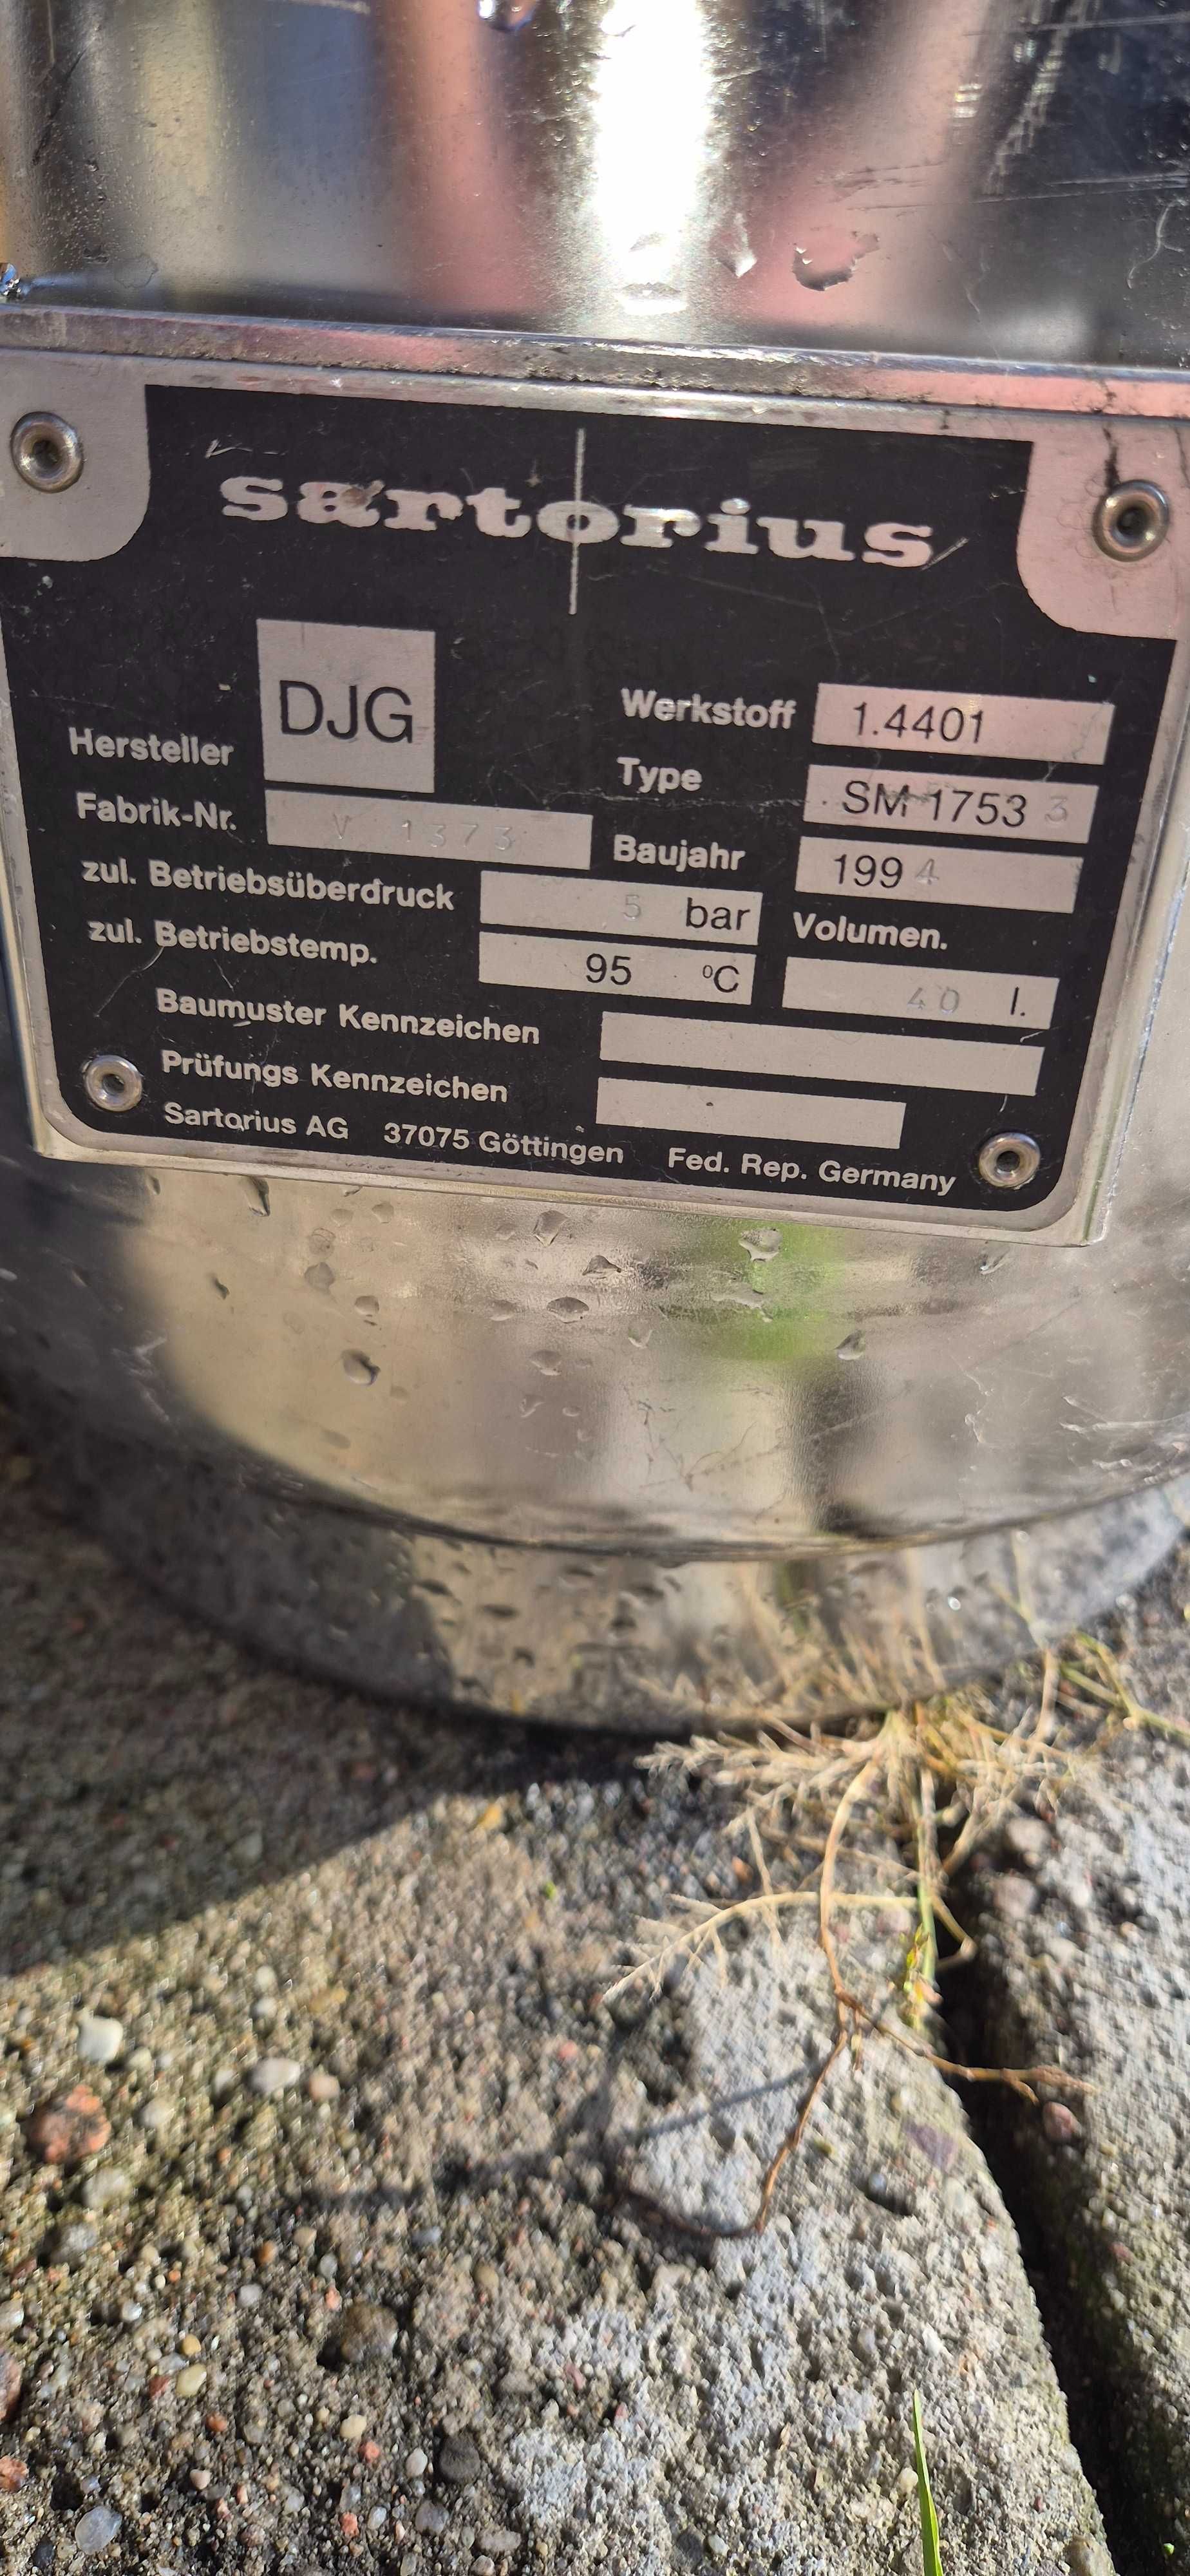 sartorius
Hersteller DJG
Fabrik-Nr. V 1373
zul. Betriebsüberdruck 5 bar
zul. Betriebstemp. 95 °C
Werkstoff 1.4401
Type SM 1753 3
Baujahr 1994
Volumen. 40 l.
Baumuster Kennzeichen
Prüfungs Kennzeichen
Sartorius AG 37075 Göttingen Fed. Rep. Germany